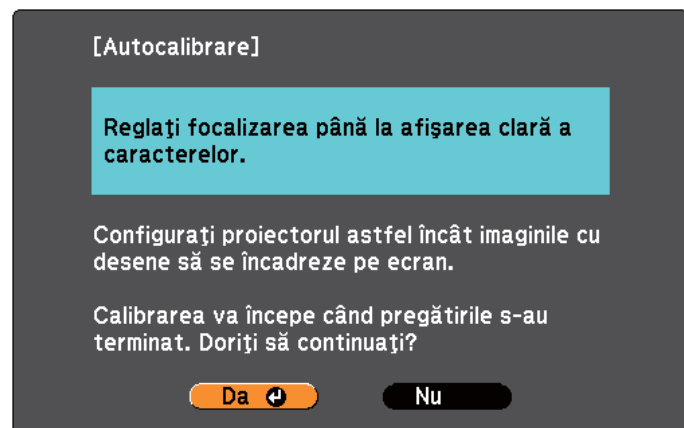 [Autocalibrare]
Reglaţi focalizarea până la afişarea clară a
caracterelor.
Configuraţi proiectorul astfel încât imaginile cu
desene să se încadreze pe ecran.
Calibrarea va începe când pregătirile s-au
terminat. Doriţi să continuaţi?
Da
Nu